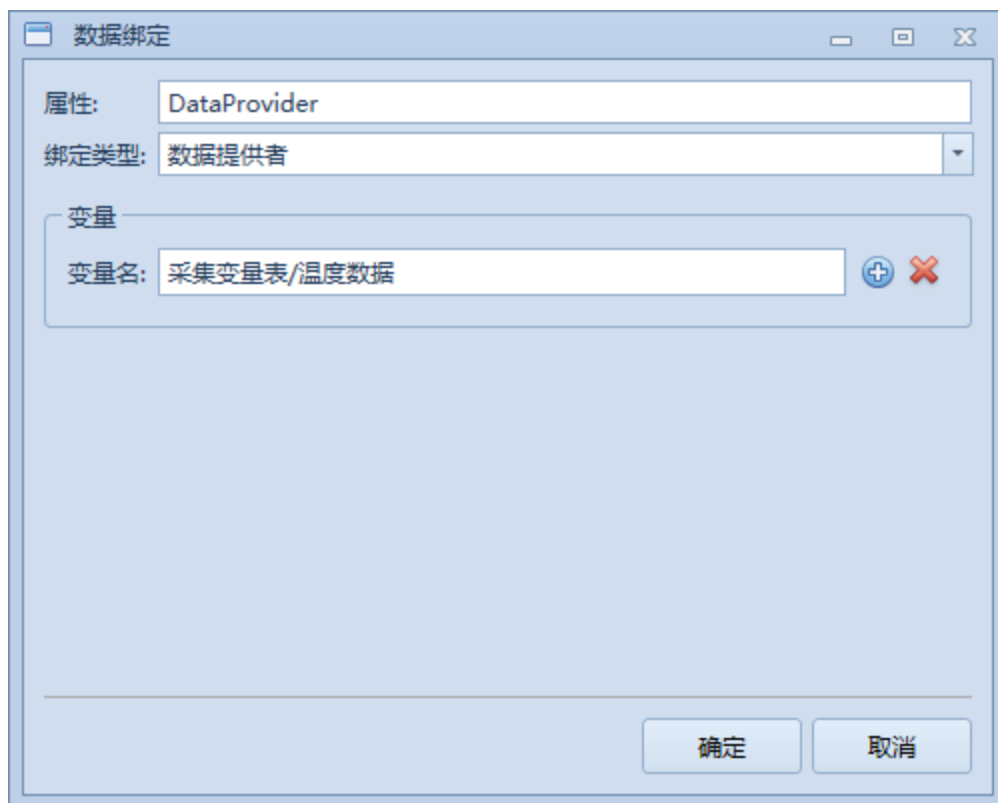 数据绑定
属性: DataProvider
绑定类型: 数据提供者
变量
变量名: 采集变量表/温度数据
确定 取消